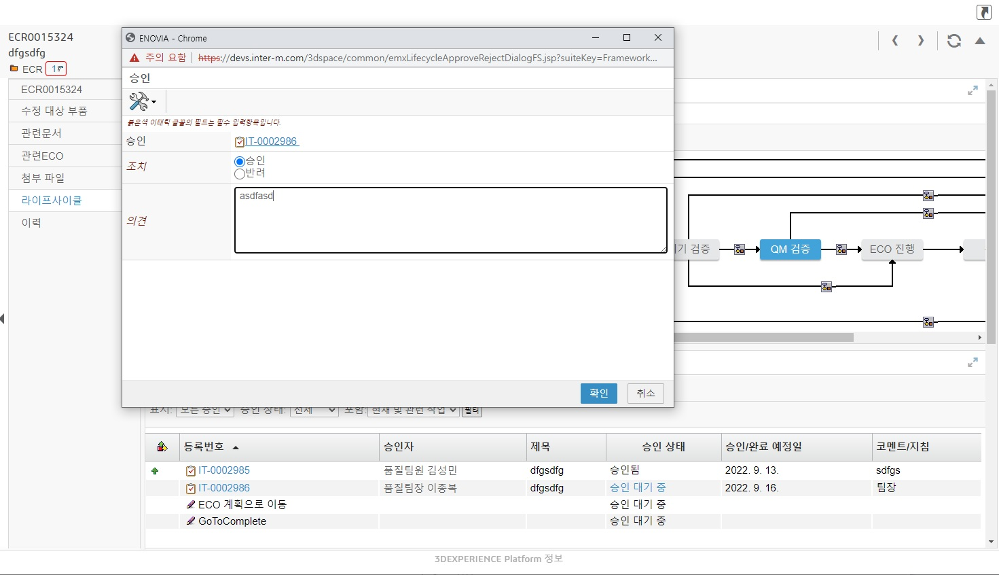 ECR0015324
dfgsdfg
ECR 1
ECR0015324
수정 대상 부품
관련문서
관련ECO
첨부 파일
라이프사이클
이력
ENOVIA - Chrome
주의 요함 | https://devs.inter-m.com/3dspace/common/emxLifecycleApproveRejectDialogFS.jsp?suiteKey=Framework...
승인
붉은색 이태릭 글꼴의 필드는 필수 입력항목입니다.
승인 IT-0002986
조치 승인
반려
의견 asdfasd
확인 취소
기 검증 QM 검증 ECO 진행
표시: 모든 승인 승인 상태: 전체 포함: 현재 및 관련 작업 필터
등록번호 승인자 제목 승인 상태 승인/완료 예정일 코멘트/지침
IT-0002985 품질팀원 김성민 dfgsdfg 승인됨 2022. 9. 13. sdfgs
IT-0002986 품질팀장 이종복 dfgsdfg 승인 대기 중 2022. 9. 16. 팀장
ECO 계획으로 이동 승인 대기 중
GoToComplete 승인 대기 중
3DEXPERIENCE Platform 정보